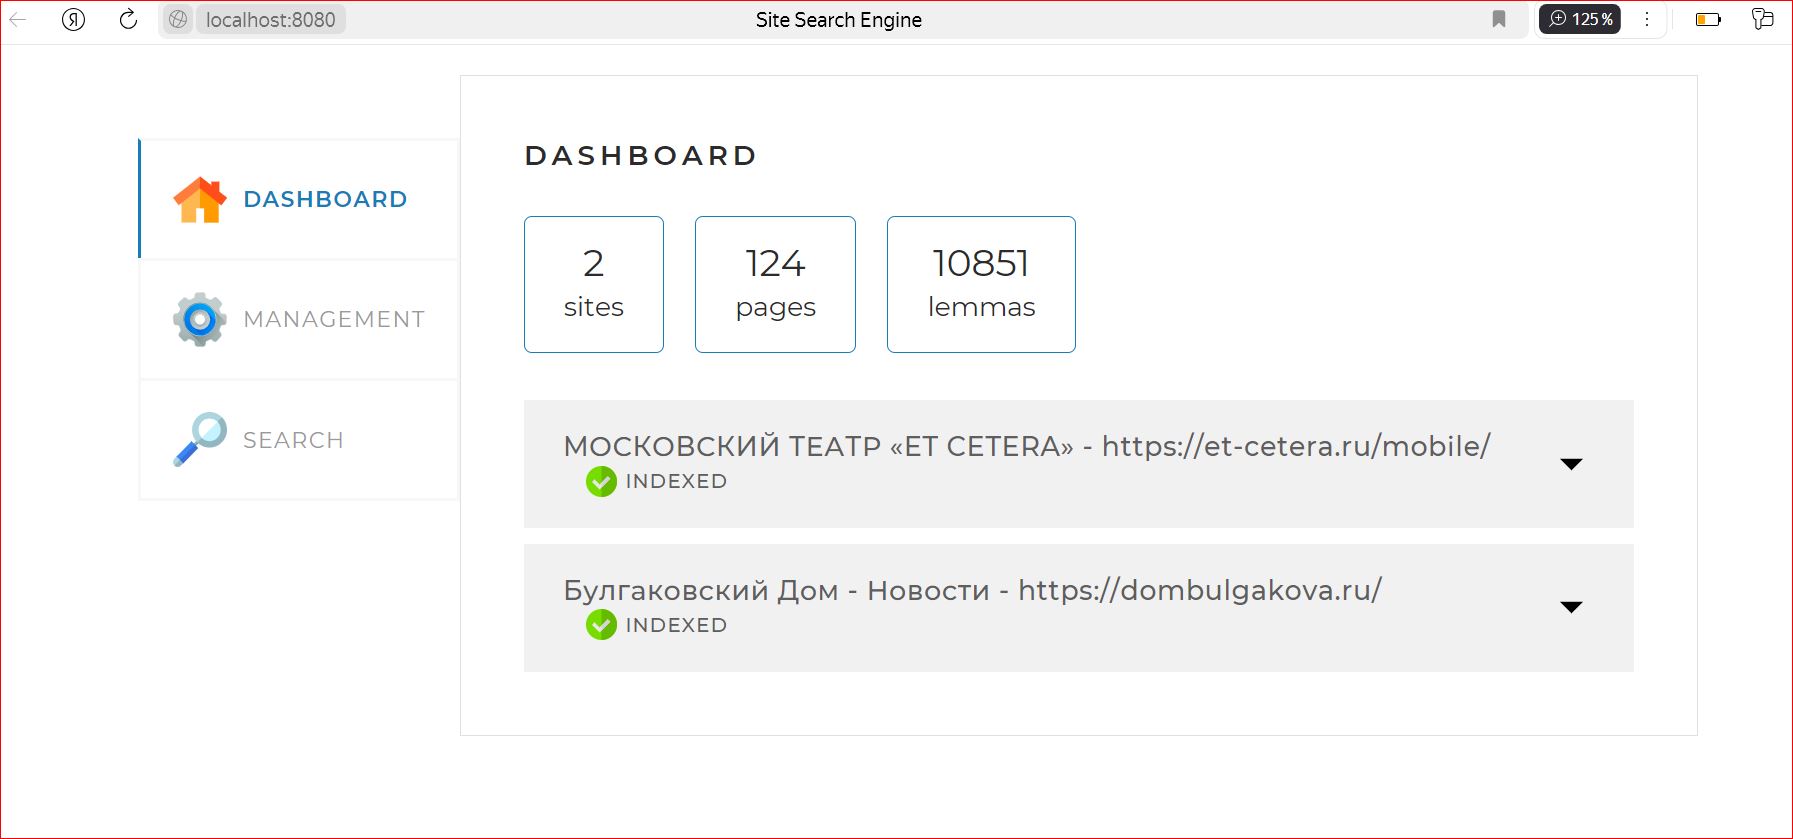 Я
localhost:8080
Site Search Engine
125 %
DASHBOARD
MANAGEMENT
SEARCH
DASHBOARD
2
sites
124
pages
10851
lemmas
МОСКОВСКИЙ ТЕАТР «ET CETERA» - https://et-cetera.ru/mobile/
INDEXED
Булгаковский Дом - Новости - https://dombulgakova.ru/
INDEXED